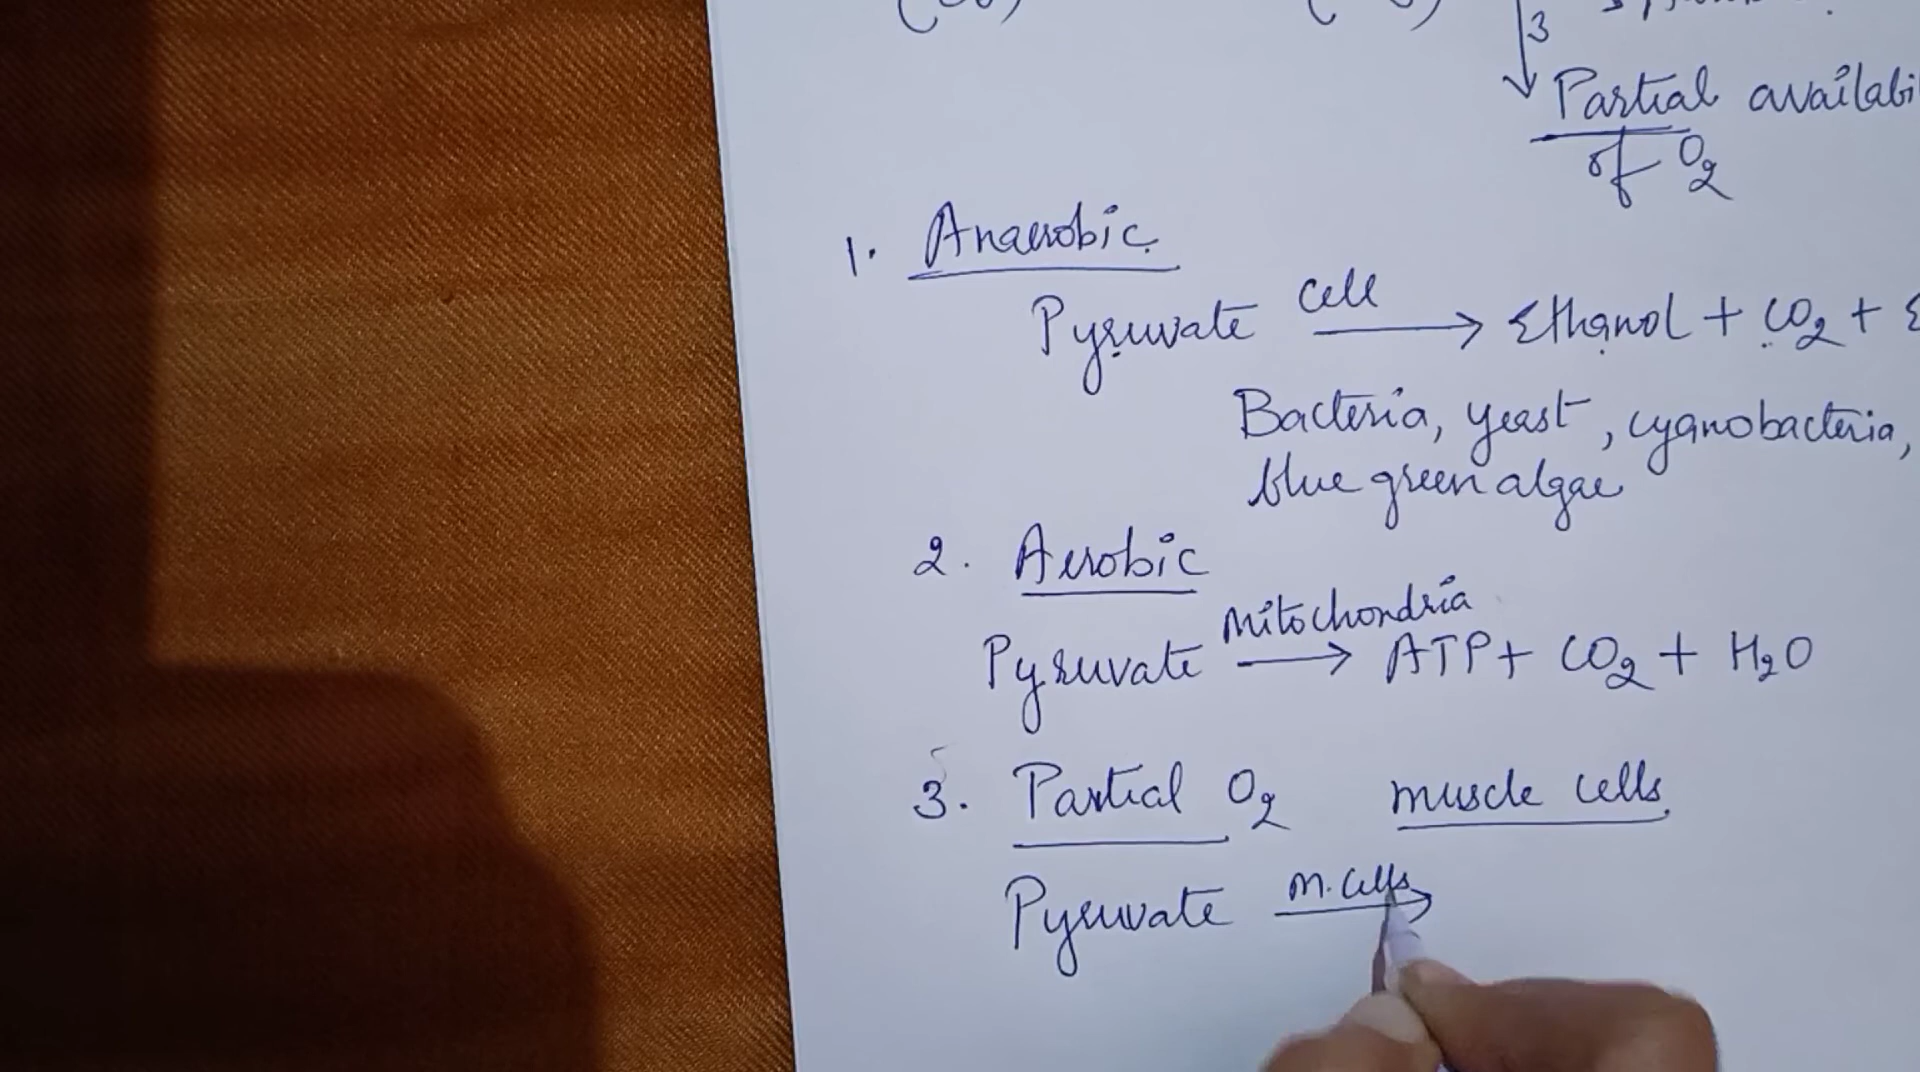 3
Partial
of O2
1. Anaerobic
Pyruvate cell → Ethanol + CO2 +
Bacteria, yeast, cyanobacteria,
blue green algae
2. Aerobic
Pyruvate Mitochondria → ATP + CO2 + H2O
3. Partial O2 muscle cells
Pyruvate M. Cells →